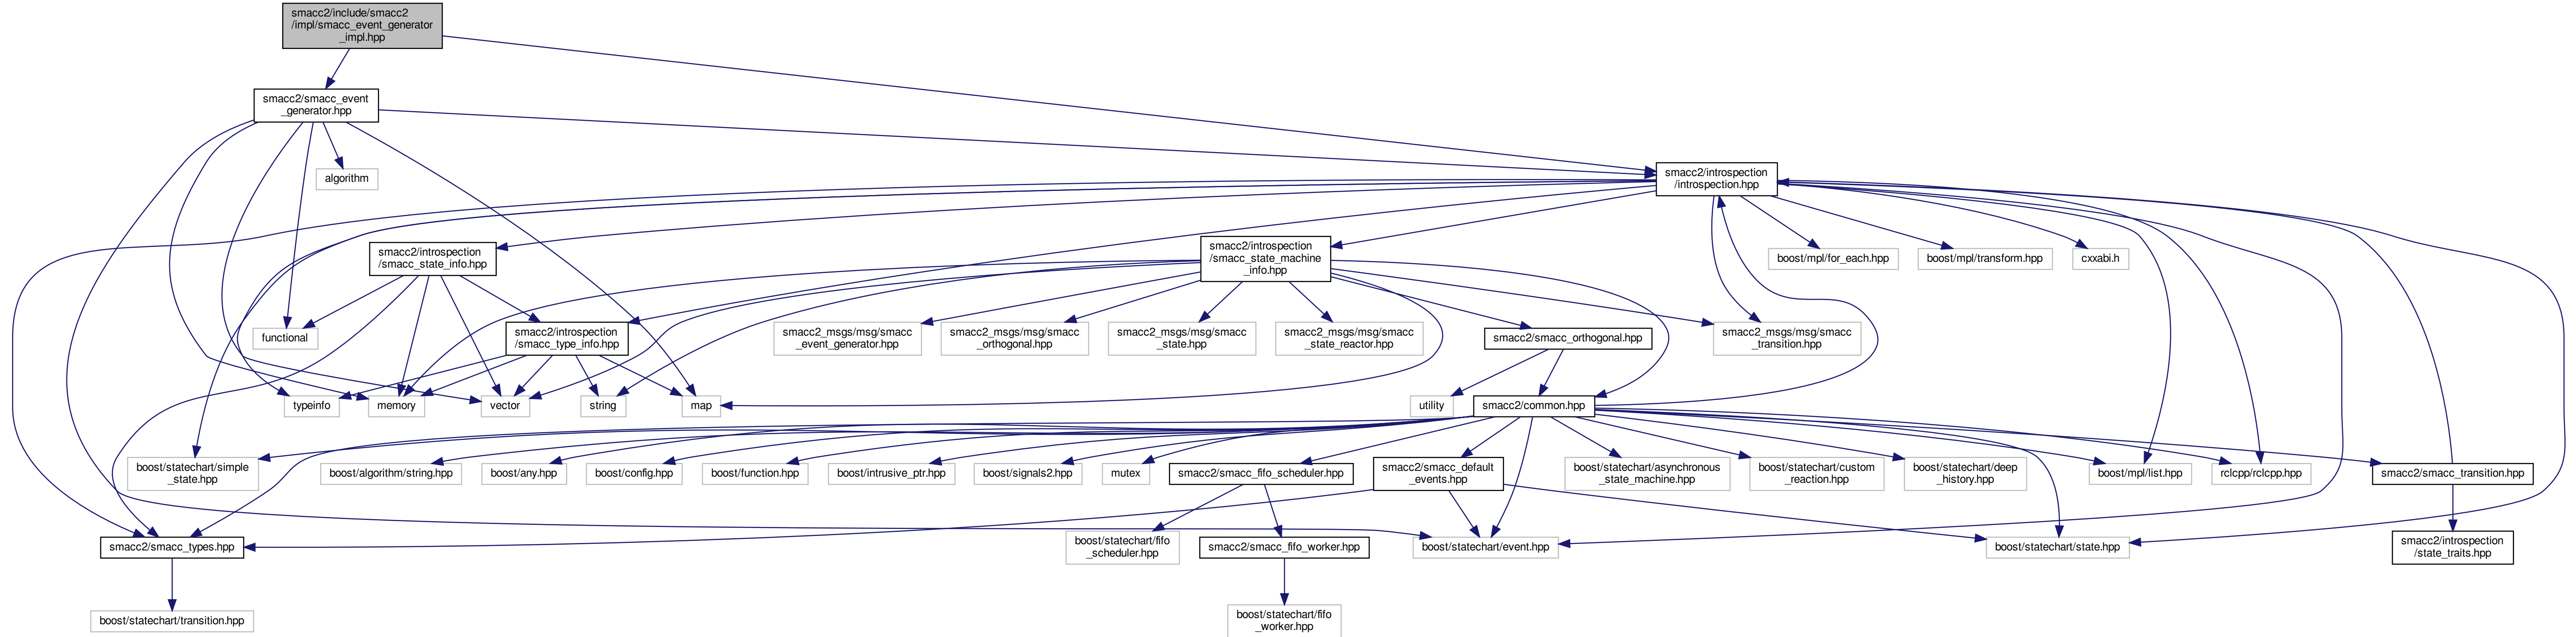 smacc2/include/smacc2
/impl/smacc_event_generator
_impl.hpp
smacc2/smacc_event
_generator.hpp
algorithm
smacc2/introspection
/introspection.hpp
smacc2/introspection
/smacc_state_info.hpp
smacc2/introspection
/smacc_state_machine
_info.hpp
boost/mpl/for_each.hpp
boost/mpl/transform.hpp
cxxabi.h
functional
smacc2/introspection
/smacc_type_info.hpp
smacc2_msgs/msg/smacc
_event_generator.hpp
smacc2_msgs/msg/smacc
_orthogonal.hpp
smacc2_msgs/msg/smacc
_state.hpp
smacc2_msgs/msg/smacc
_state_reactor.hpp
smacc2/smacc_orthogonal.hpp
smacc2_msgs/msg/smacc
_transition.hpp
typeinfo
memory
vector
string
map
utility
smacc2/common.hpp
boost/statechart/simple
_state.hpp
boost/algorithm/string.hpp
boost/any.hpp
boost/config.hpp
boost/function.hpp
boost/intrusive_ptr.hpp
boost/signals2.hpp
mutex
smacc2/smacc_fifo_scheduler.hpp
smacc2/smacc_default
_events.hpp
boost/statechart/asynchronous
_state_machine.hpp
boost/statechart/custom
_reaction.hpp
boost/statechart/deep
_history.hpp
boost/mpl/list.hpp
rclcpp/rclcpp.hpp
smacc2/smacc_transition.hpp
smacc2/smacc_types.hpp
boost/statechart/fifo
_scheduler.hpp
smacc2/smacc_fifo_worker.hpp
boost/statechart/event.hpp
boost/statechart/state.hpp
smacc2/introspection
/state_traits.hpp
boost/statechart/transition.hpp
boost/statechart/fifo
_worker.hpp